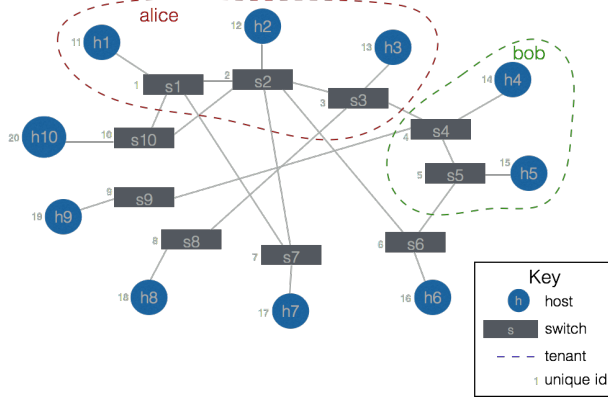 alice
12 h2
11 h1
13 h3
bob
14 h4
1 s1
2 s2
3 s3
20 h10
10 s10
4 s4
5 s5
15 h5
9 s9
19 h9
8 s8
7 s7
6 s6
18 h8
17 h7
16 h6
Key
h host
s switch
tenant
1 unique id